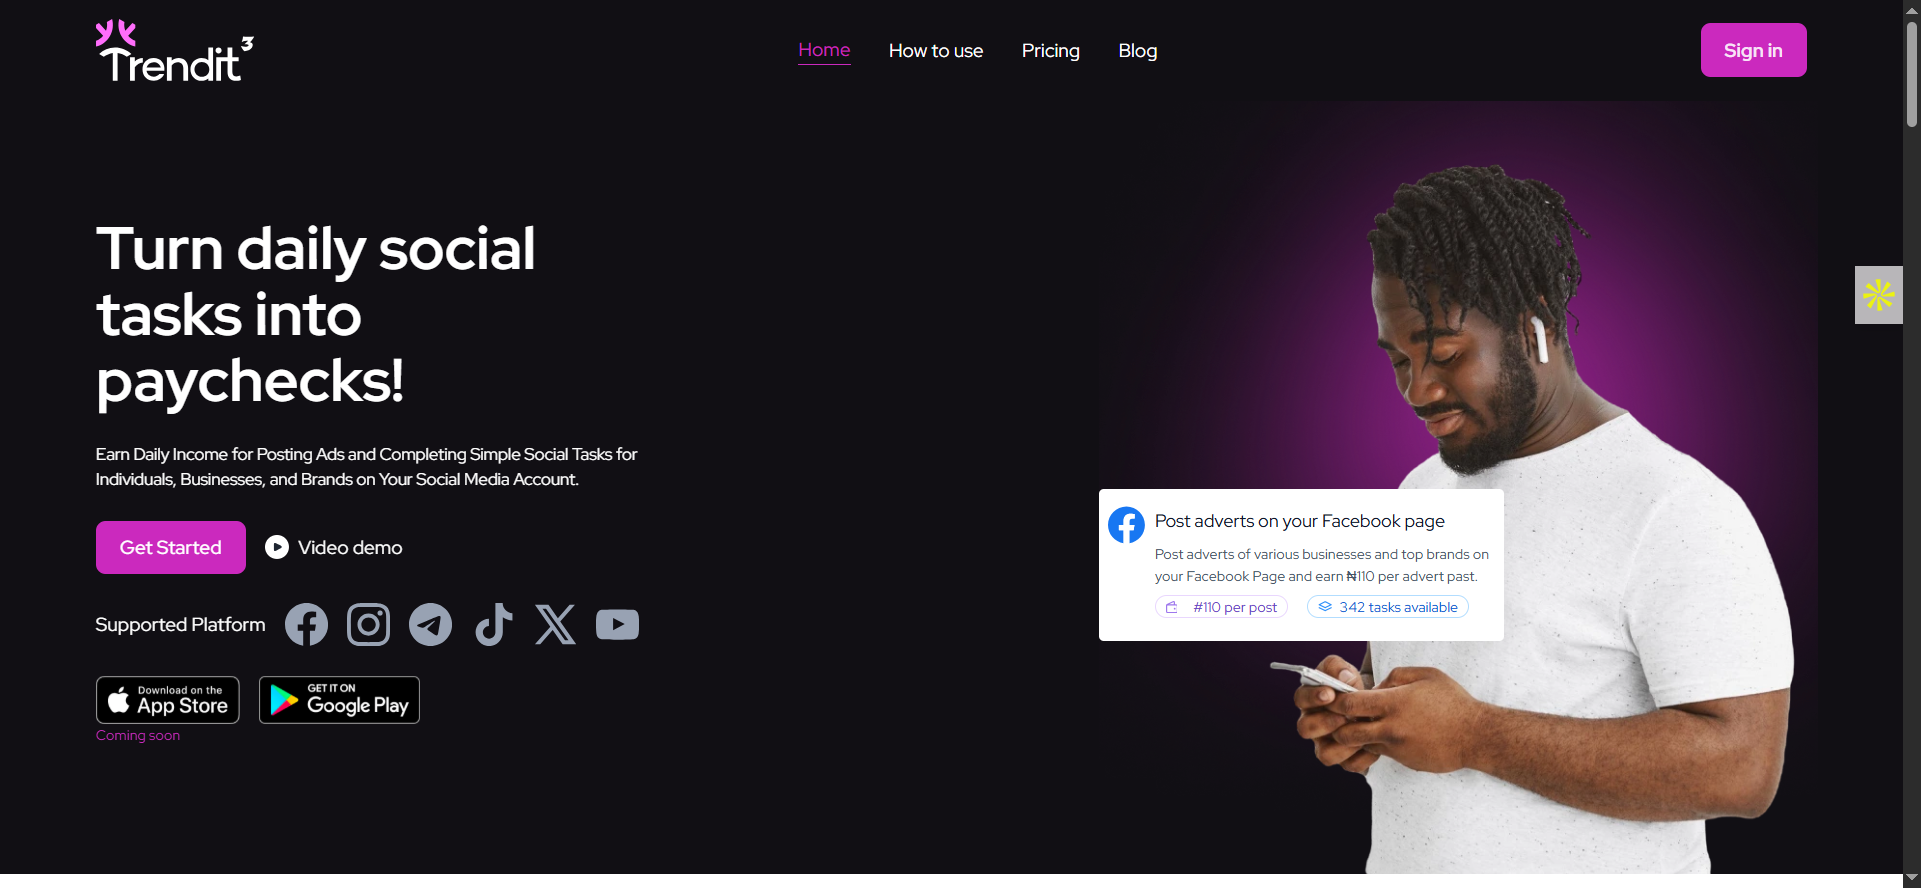 Trendit³
Home
How to use
Pricing
Blog
Sign in
Turn daily social
tasks into
paychecks!
Earn Daily Income for Posting Ads and Completing Simple Social Tasks for
Individuals, Businesses, and Brands on Your Social Media Account.
Get Started
Video demo
Supported Platform
Download on the
App Store
GET IT ON
Google Play
Coming soon
Post adverts on your Facebook page
Post adverts of various businesses and top brands on
your Facebook Page and earn ₦110 per advert past.
#110 per post
342 tasks available